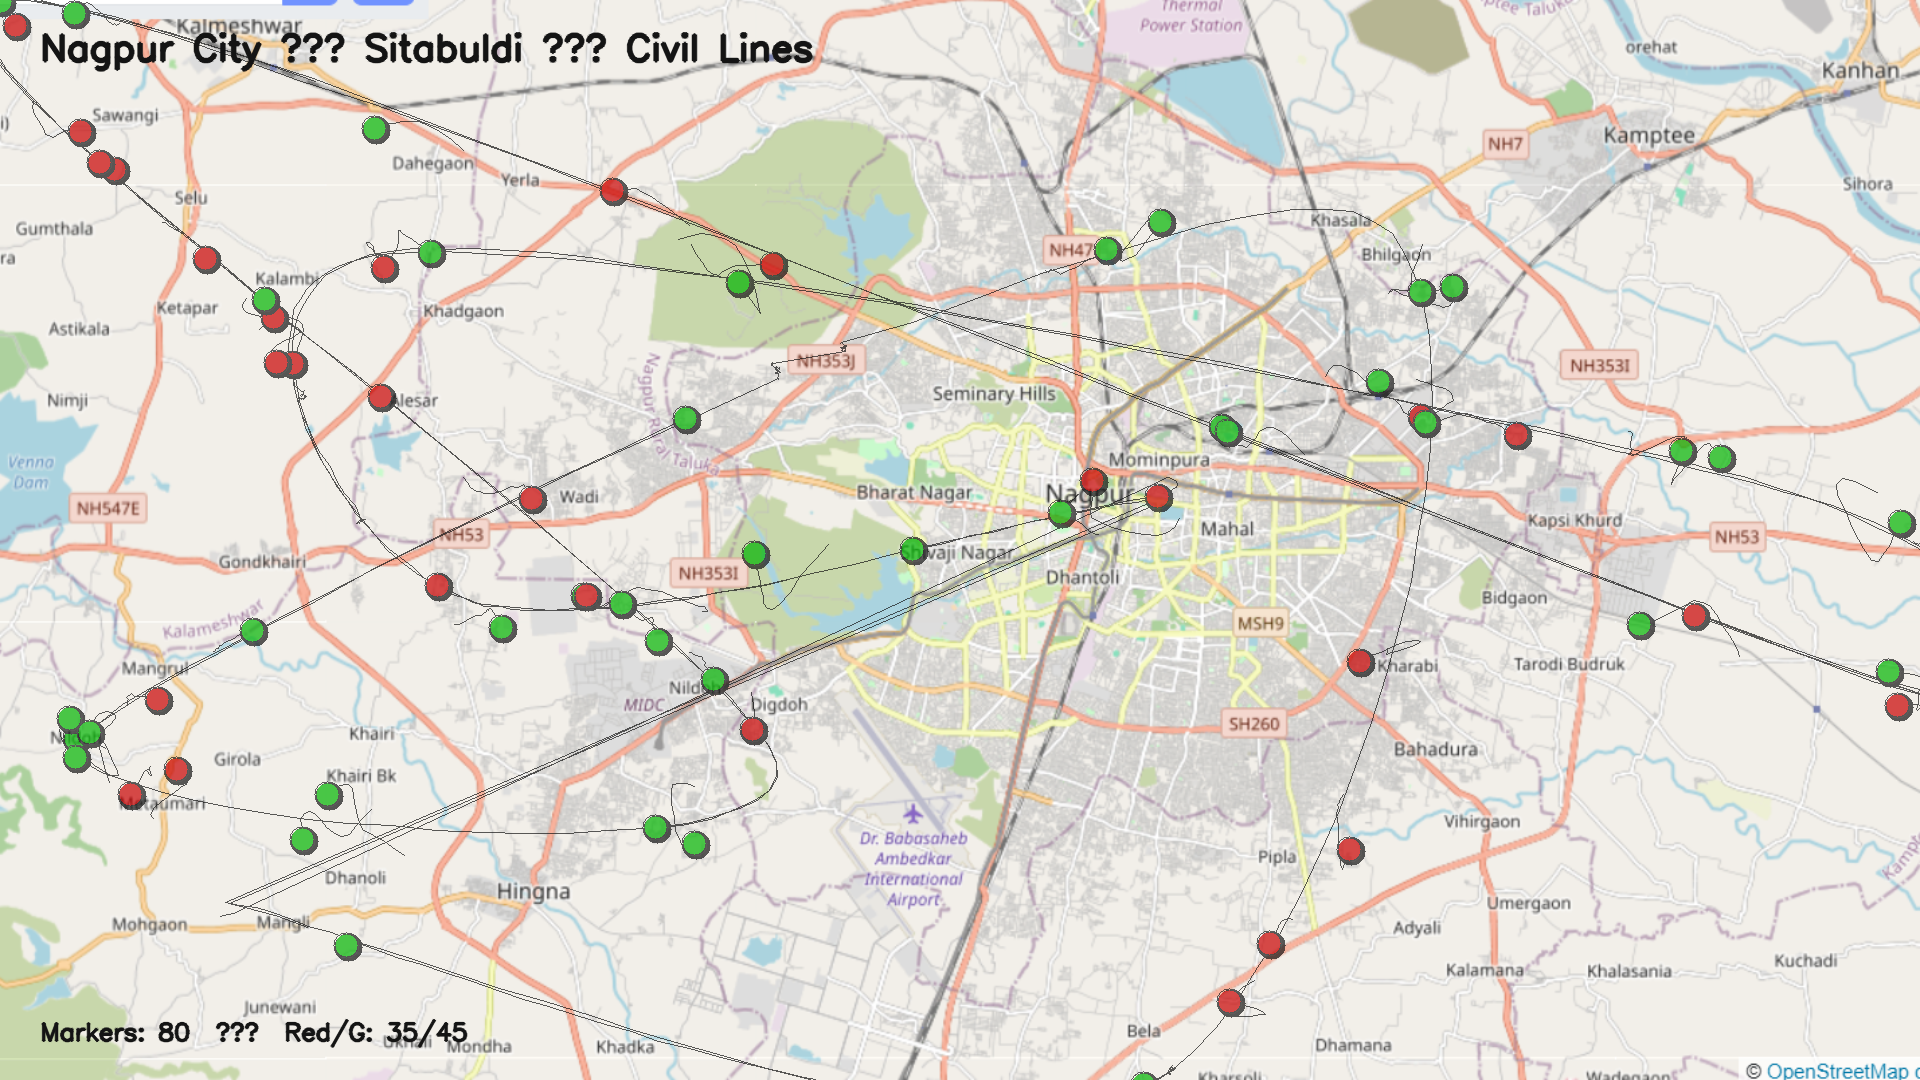 Thermal
Power Station
Kalmeshwar
orehat
Nagpur City ??? Sitabuldi ??? Civil Lines
Kanhan
Sawangi
Kamptee
NH7
Dahegaon
Yerla
Sihora
Selu
Gumthala
Khasala
NH47
Bhilgaon
Kalambi
Ketapar
Khadgaon
Astikala
NH353J
NH353I
Seminary Hills
Nimji
Alesar
Nagpur Rural Taluka
Mominpura
Venna
Dam
Wadi
Bharat Nagar
Nagpur
NH547E
Mahal
Kapsi Khurd
NH53
NH53
Gondkhairi
Shivaji Nagar
NH353I
Dhantoli
Bidgaon
Kalameshwar
MSH9
Mangrul
Kharabi
Tarodi Budruk
MIDC
Digdoh
SH260
Khairi
Bahadura
Girola
Khairi Bk
Metaumari
Vihirgaon
Dr. Babasaheb
Ambedkar
International
Airport
Pipla
Dhanoli
Hingna
Umergaon
Mohgaon
Mangli
Adyali
Kuchadi
Kalamana
Khalasania
Junewani
Markers: 80 ??? Red/G: 35/45
Bela
Mondha
Khadka
Dhamana
© OpenStreetMap
Kharsoli
Wadegaon